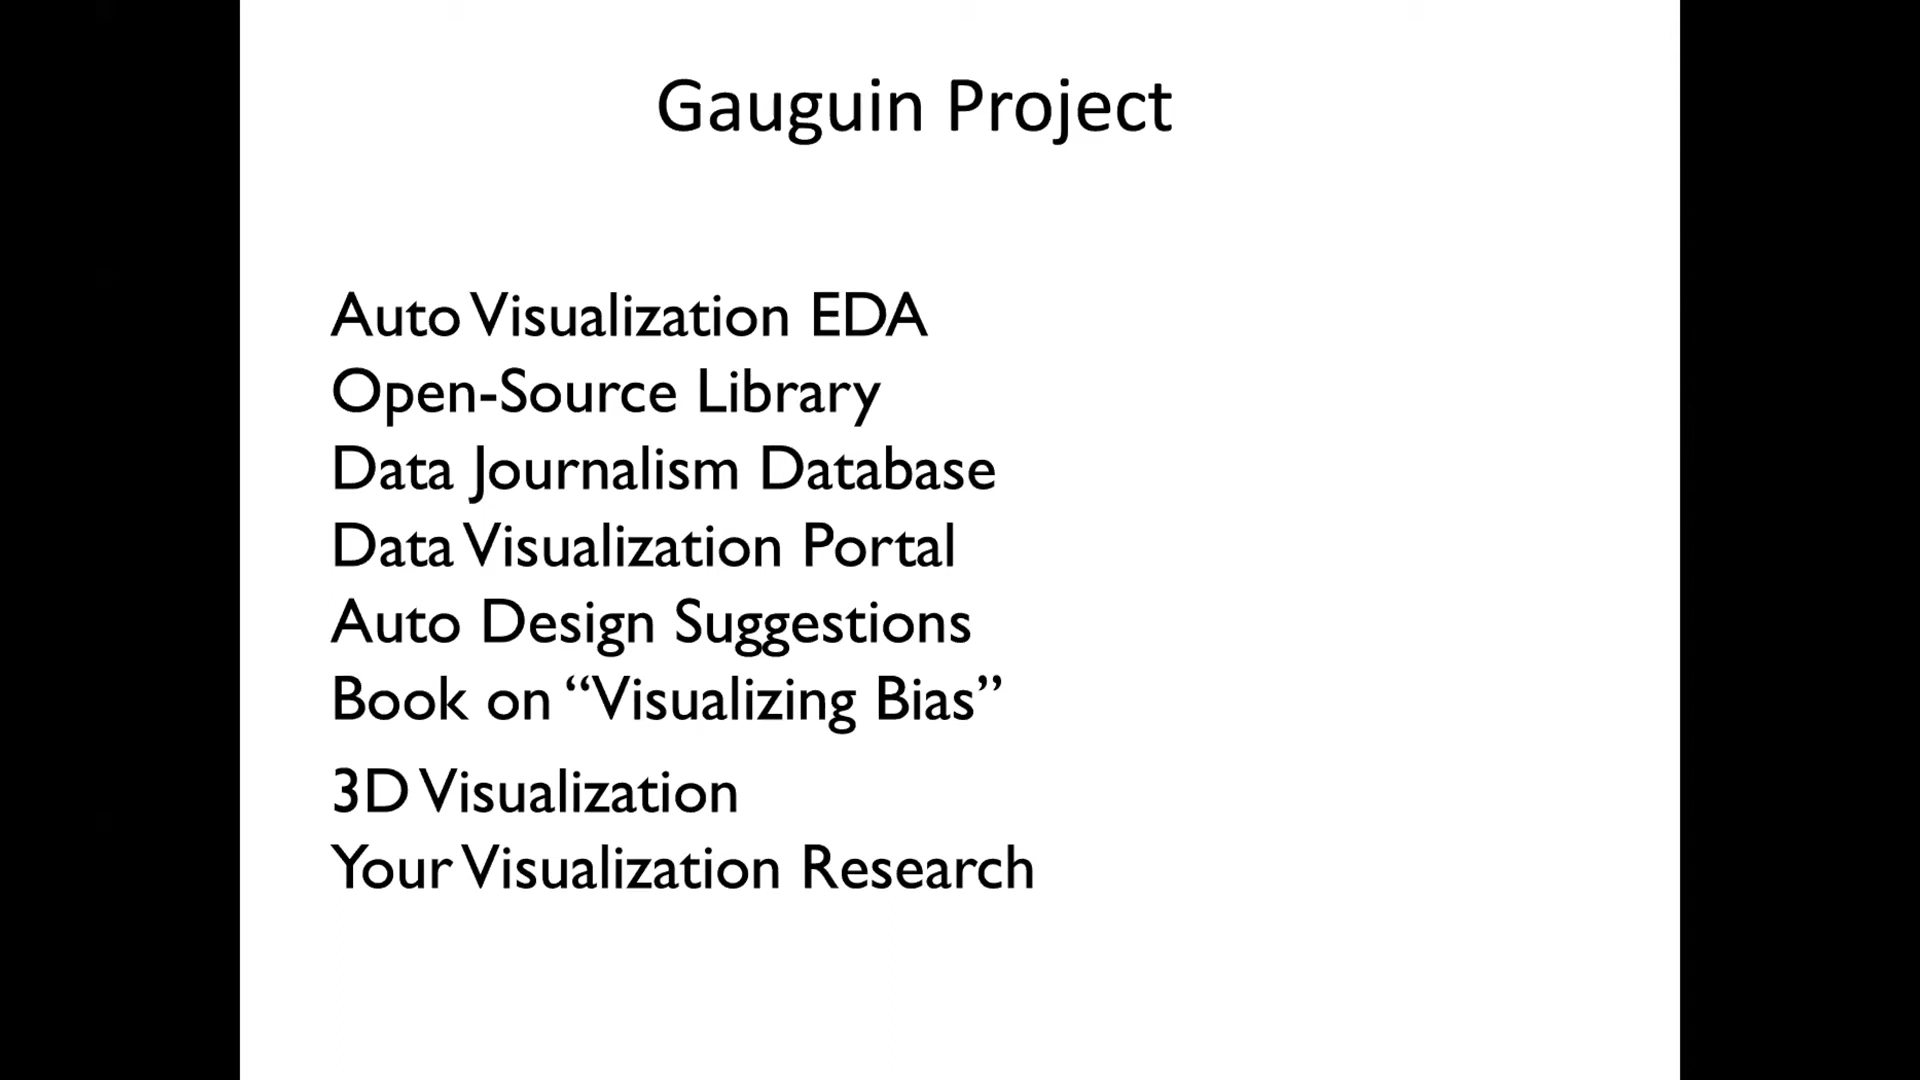 Gauguin Project
Auto Visualization EDA
Open-Source Library
Data Journalism Database
Data Visualization Portal
Auto Design Suggestions
Book on “Visualizing Bias”
3D Visualization
Your Visualization Research